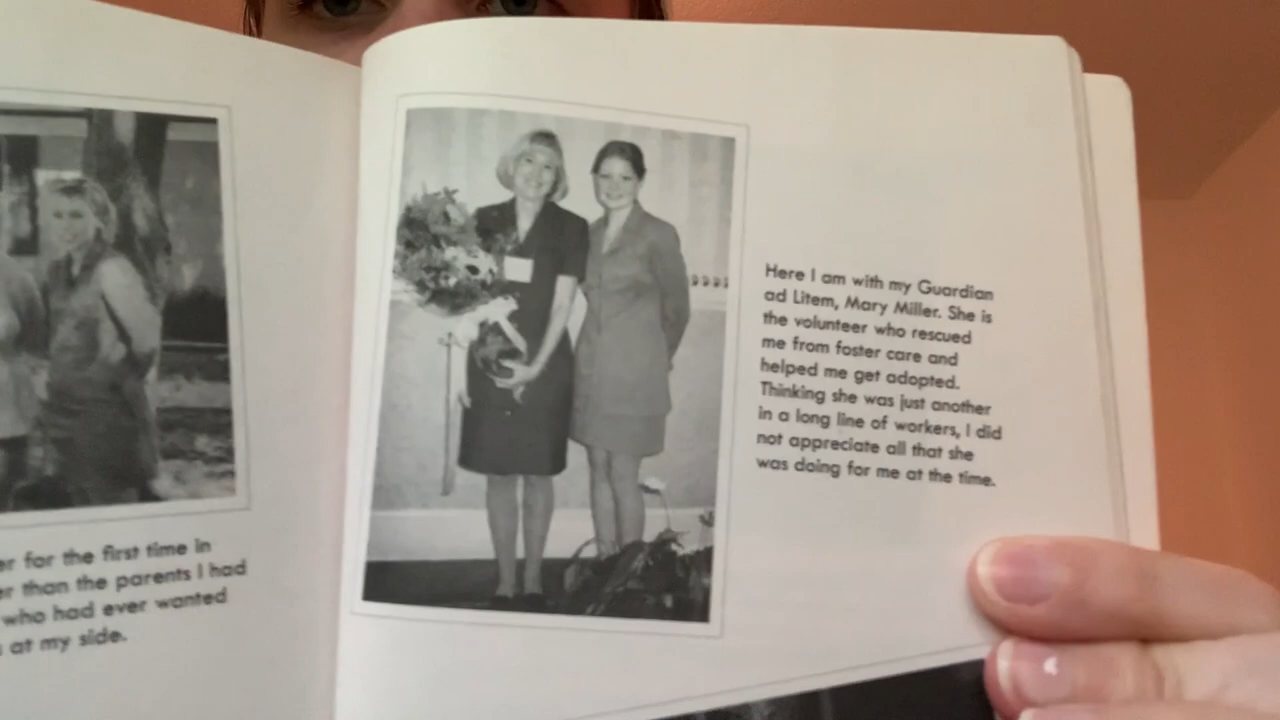 er for the first time in
er than the parents I had
who had ever wanted
at my side.
Here I am with my Guardian
ad Litem, Mary Miller. She is
the volunteer who rescued
me from foster care and
helped me get adopted.
Thinking she was just another
in a long line of workers, I did
not appreciate all that she
was doing for me at the time.